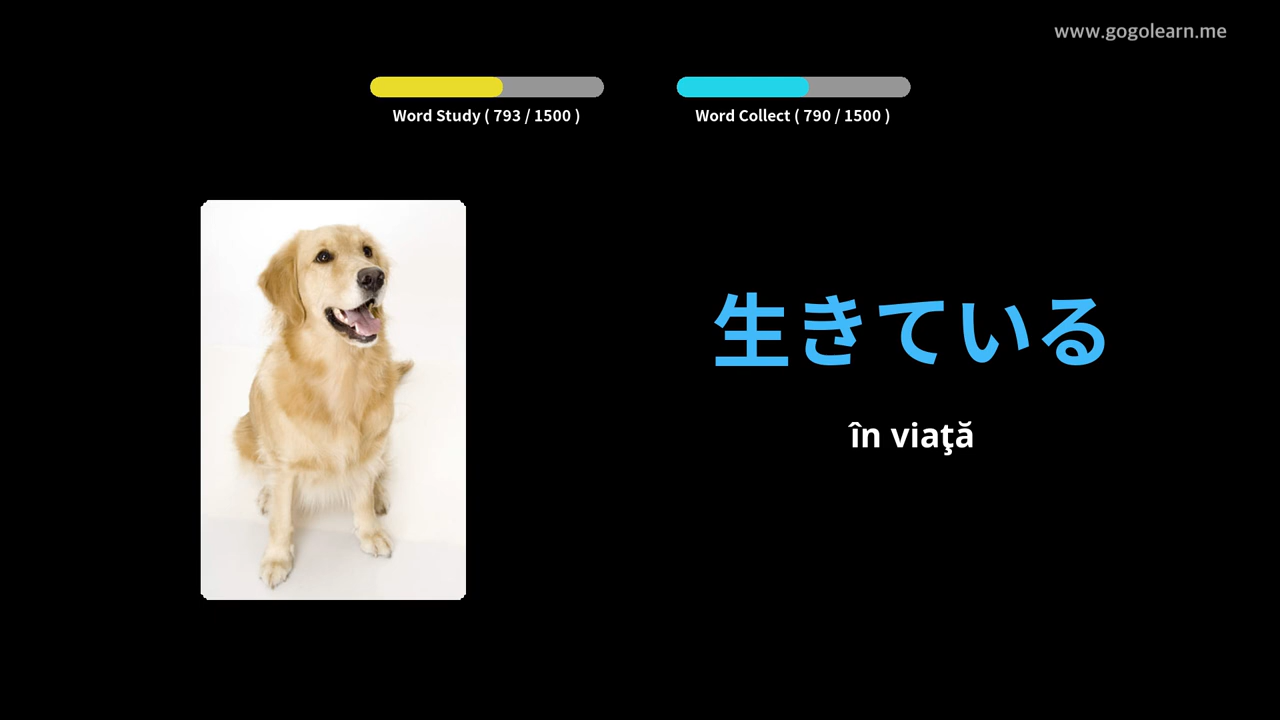 www.gogolearn.me
Word Study ( 793 / 1500 )
Word Collect ( 790 / 1500 )
生きている
în viaţă